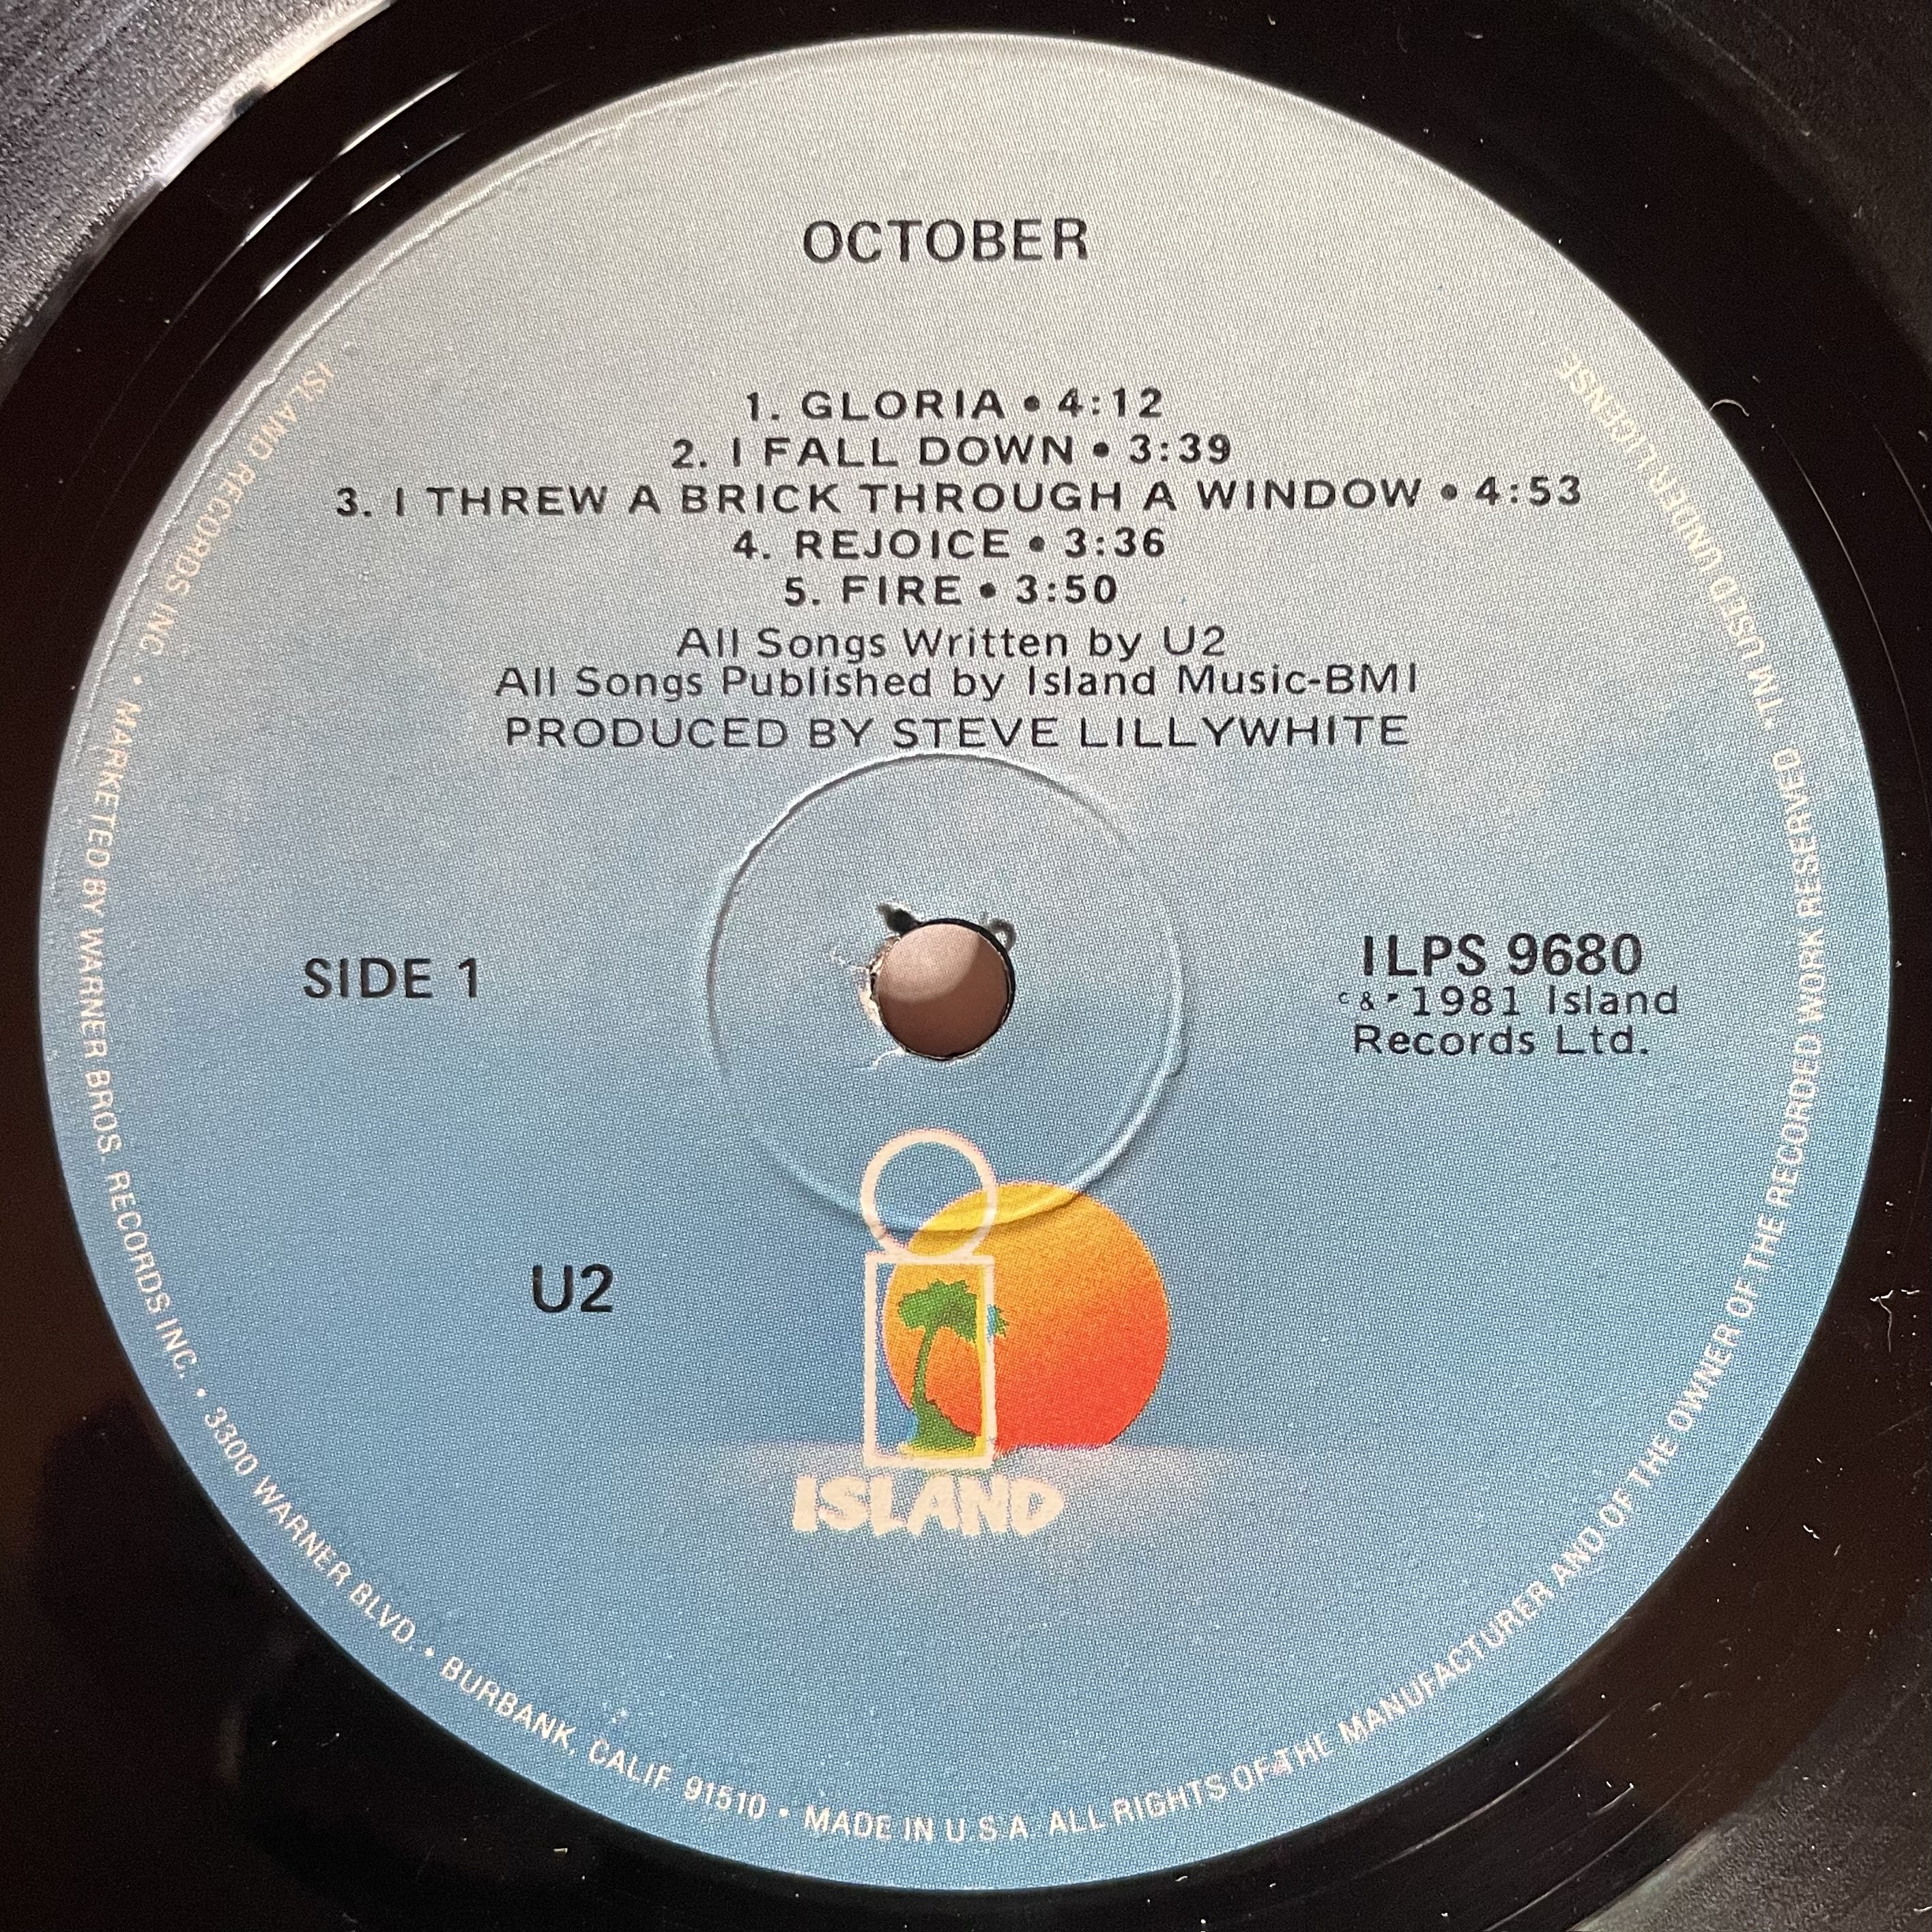 OCTOBER
1. GLORIA • 4:12
2. I FALL DOWN • 3:39
3. I THREW A BRICK THROUGH A WINDOW • 4:53
4. REJOICE • 3:36
5. FIRE • 3:50
All Songs Written by U2
All Songs Published by Island Music-BMI
PRODUCED BY STEVE LILLYWHITE
SIDE 1
ILPS 9680
c & P 1981 Island
Records Ltd.
U2
ISLAND
ISLAND RECORDS INC • MARKETED BY WARNER BROS. RECORDS INC. • 3300 WARNER BLVD. • BURBANK, CALIF 91510 • MADE IN U S A ALL RIGHTS OF THE MANUFACTURER AND OF THE OWNER OF THE RECORDED WORK RESERVED T.M. USED UNDER LICENSE